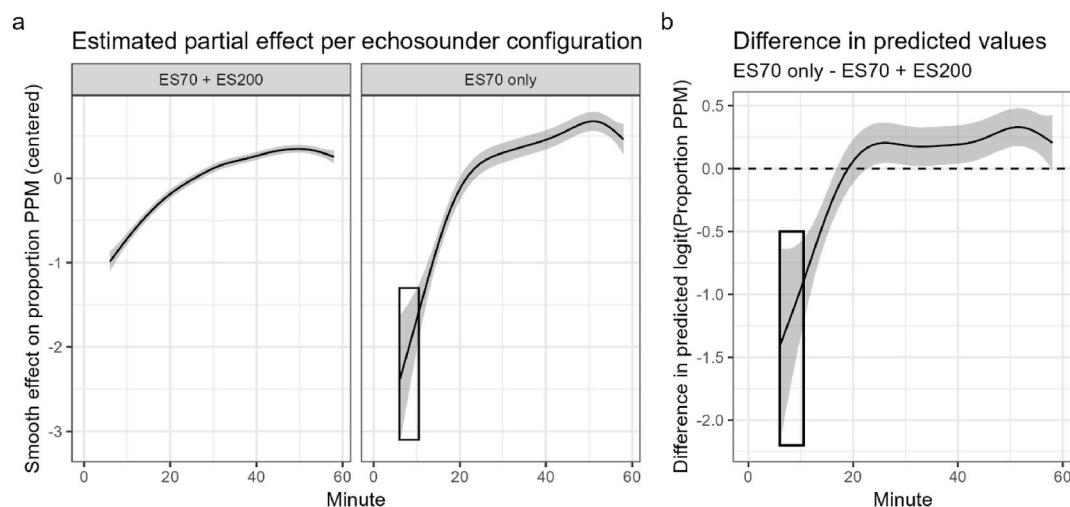 a
Estimated partial effect per echosounder configuration
ES70 + ES200
ES70 only
Smooth effect on proportion PPM (centered)
0
-1
-2
-3
0
20
40
60
0
20
40
60
Minute
b
Difference in predicted values
ES70 only - ES70 + ES200
Difference in predicted logit(Proportion PPM)
0.5
0.0
-0.5
-1.0
-1.5
-2.0
0
20
40
60
Minute